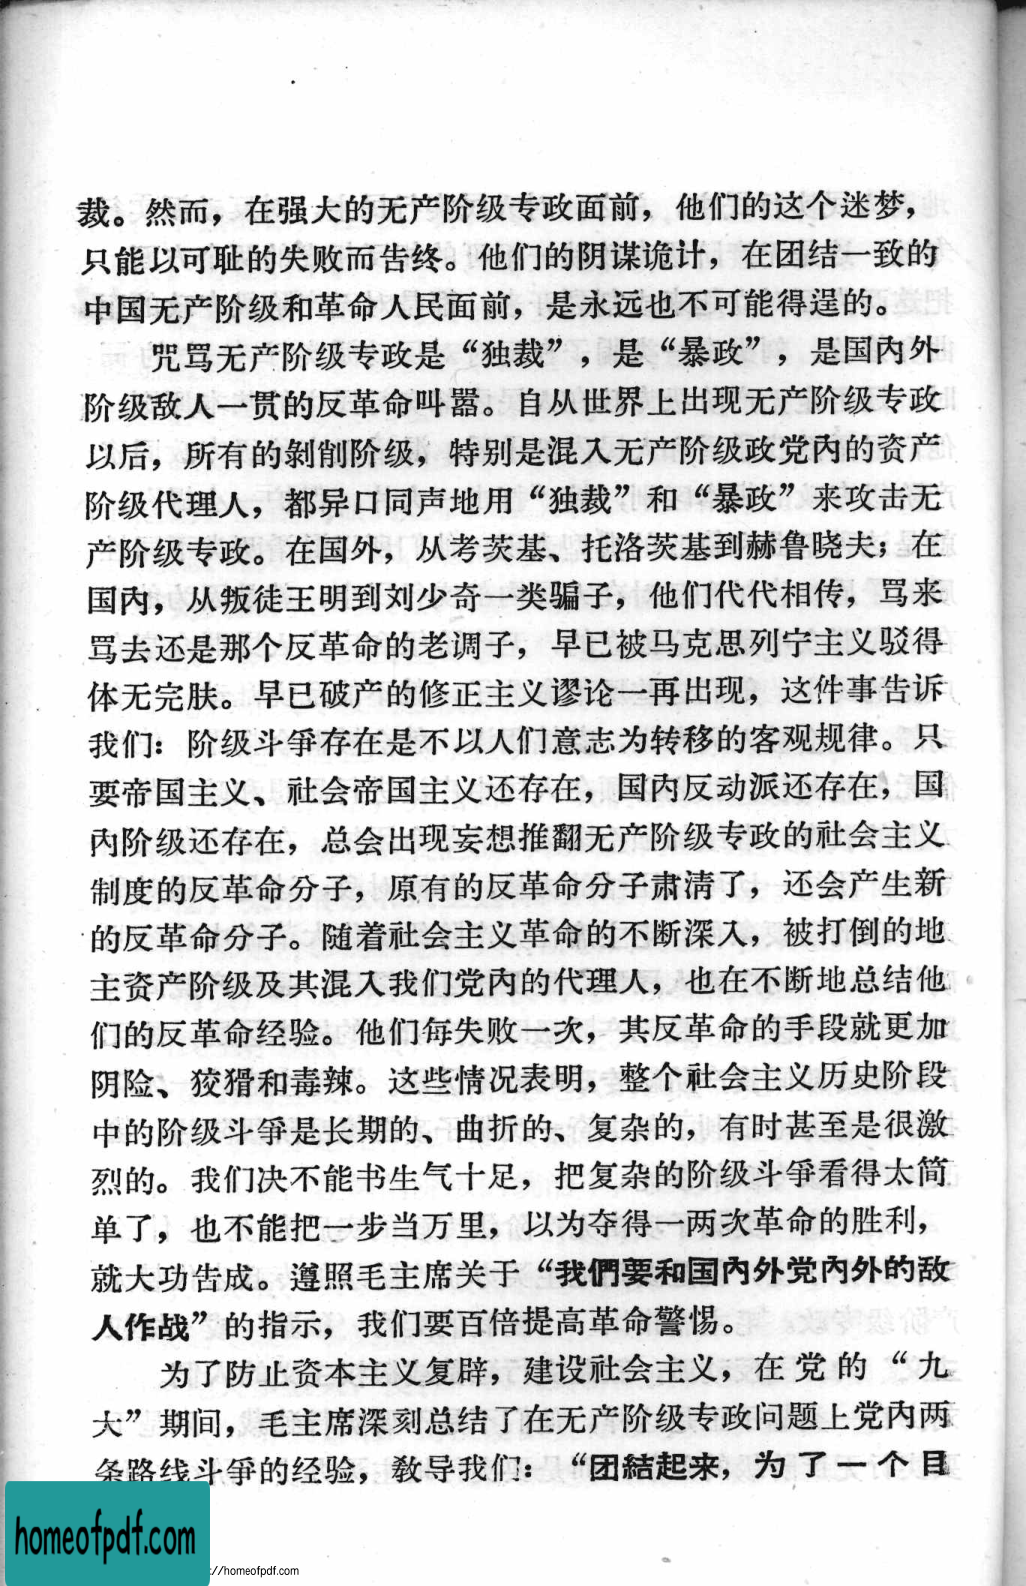 裁。然而，在强大的无产阶级专政面前，他们的这个迷梦，
只能以可耻的失败而告终。他们的阴谋诡计，在团结一致的
中国无产阶级和革命人民面前，是永远也不可能得逞的。
咒骂无产阶级专政是“独裁”，是“暴政”，是国内外
阶级敌人一贯的反革命叫嚣。自从世界上出现无产阶级专政
以后，所有的剥削阶级，特别是混入无产阶级政党内的资产
阶级代理人，都异口同声地用“独裁”和“暴政”来攻击无
产阶级专政。在国外，从考茨基、托洛茨基到赫鲁晓夫；在
国内，从叛徒王明到刘少奇一类骗子，他们代代相传，骂来
骂去还是那个反革命的老调子，早已被马克思列宁主义驳得
体无完肤。早已破产的修正主义谬论一再出现，这件事告诉
我们：阶级斗争存在是不以人们意志为转移的客观规律。只
要帝国主义、社会帝国主义还存在，国内反动派还存在，国
内阶级还存在，总会出现妄想推翻无产阶级专政的社会主义
制度的反革命分子，原有的反革命分子肃清了，还会产生新
的反革命分子。随着社会主义革命的不断深入，被打倒的地
主资产阶级及其混入我们党内的代理人，也在不断地总结他
们的反革命经验。他们每失败一次，其反革命的手段就更加
阴险、狡猾和毒辣。这些情况表明，整个社会主义历史阶段
中的阶级斗争是长期的、曲折的、复杂的，有时甚至是很激
烈的。我们决不能书生气十足，把复杂的阶级斗争看得太简
单了，也不能把一步当万里，以为夺得一两次革命的胜利，
就大功告成。遵照毛主席关于“我們要和国内外党内外的敌
人作战”的指示，我们要百倍提高革命警惕。
为了防止资本主义复辟，建设社会主义，在党的“九
大”期间，毛主席深刻总结了在无产阶级专政问题上党内两
条路线斗争的经验，教导我们：“团結起来，为了一个目
homeofpdf.com
://homeofpdf.com